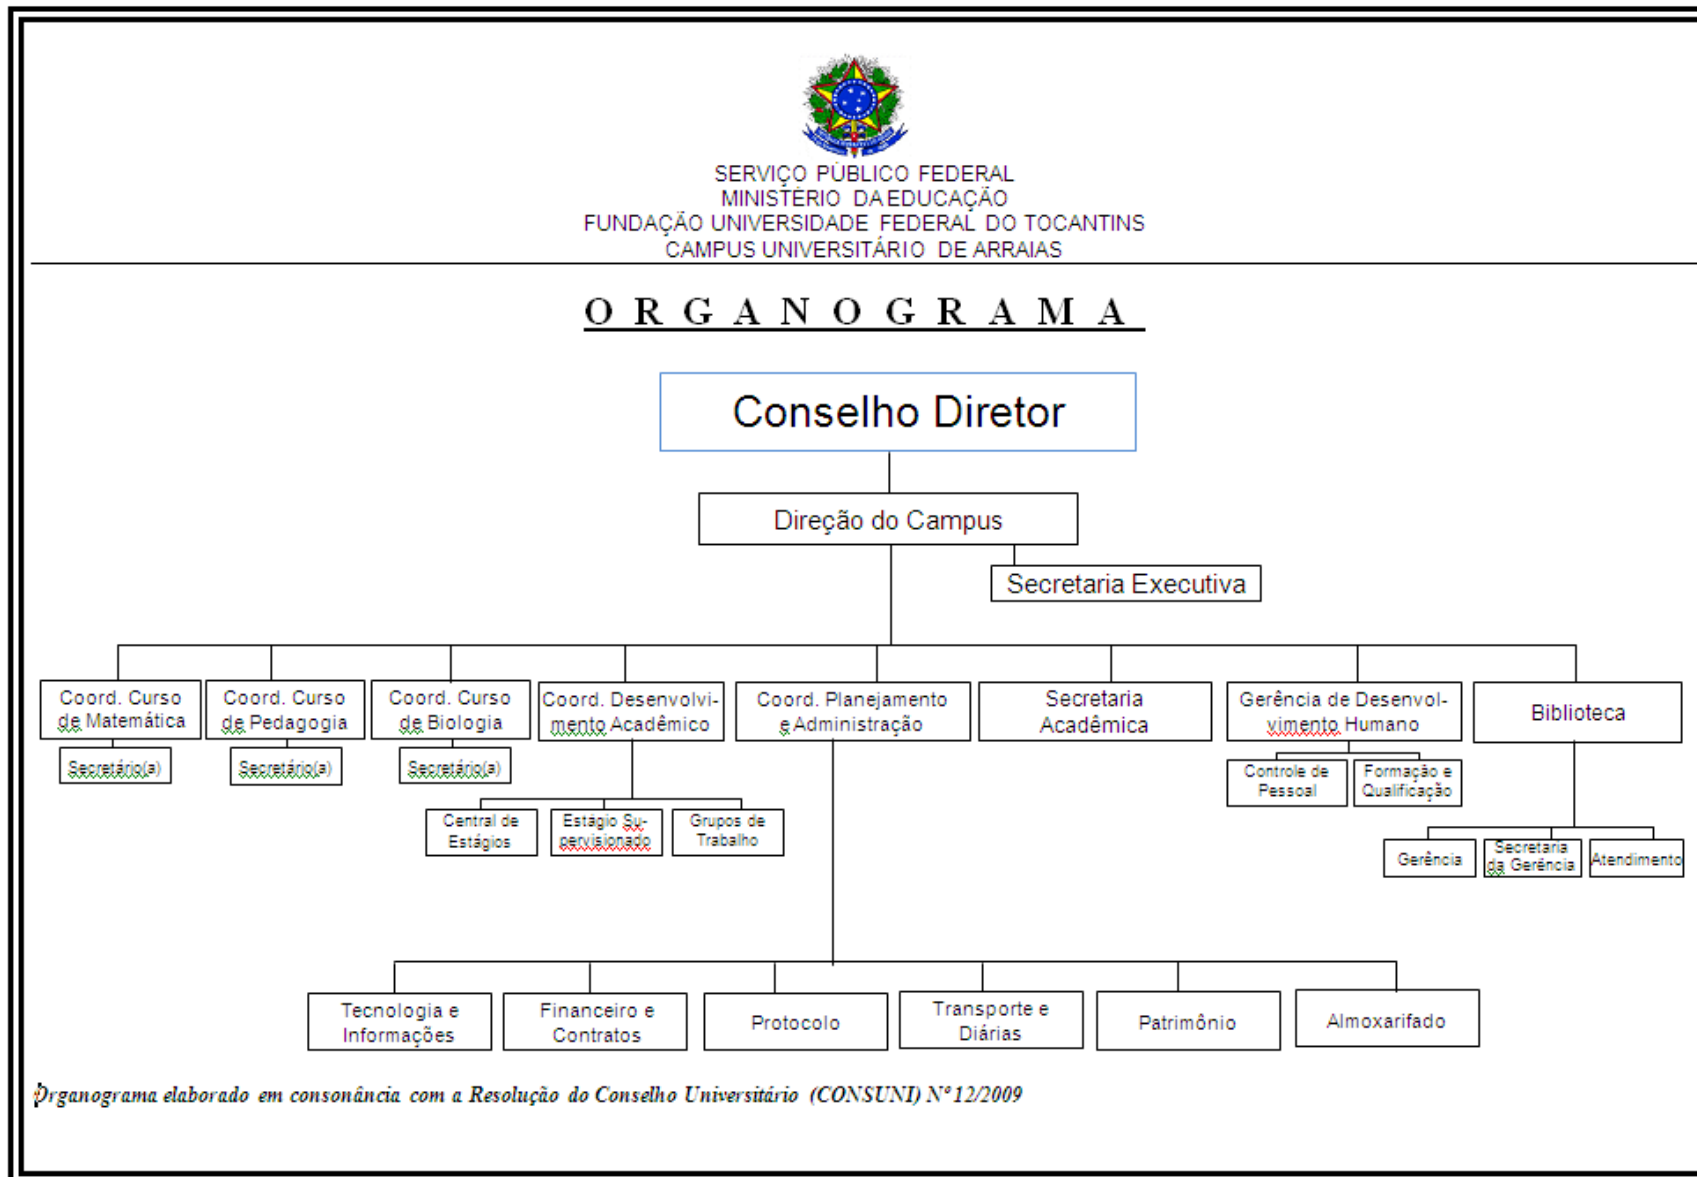 SERVIÇO PÚBLICO FEDERAL
MINISTÉRIO DA EDUCAÇÃO
FUNDAÇÃO UNIVERSIDADE FEDERAL DO TOCANTINS
CAMPUS UNIVERSITÁRIO DE ARRAIAS
ORGANOGRAMA
Conselho Diretor
Direção do Campus
Secretaria Executiva
Coord. Curso
de Matemática
Coord. Curso
de Pedagogia
Coord. Curso
de Biologia
Coord. Desenvolvi-
mento Acadêmico
Coord. Planejamento
e Administração
Secretaria
Acadêmica
Gerência de Desenvol-
vimento Humano
Biblioteca
Secretário(a)
Secretário(a)
Secretário(a)
Controle de
Pessoal
Formação e
Qualificação
Central de
Estágios
Estágio Su-
pervisionado
Grupos de
Trabalho
Gerência
Secretaria
da Gerência
Atendimento
Tecnologia e
Informações
Financeiro e
Contratos
Protocolo
Transporte e
Diárias
Patrimônio
Almoxarifado
Organograma elaborado em consonância com a Resolução do Conselho Universitário (CONSUNI) Nº 12/2009